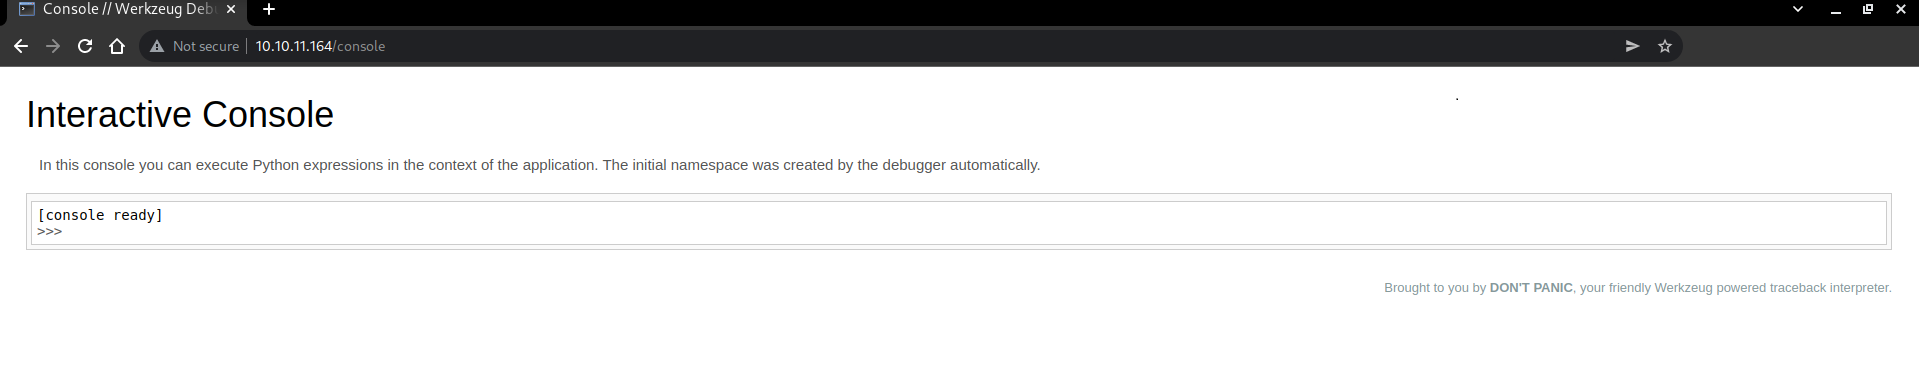 Console // Werkzeug Deb
Not secure 10.10.11.164/console
Interactive Console
In this console you can execute Python expressions in the context of the application. The initial namespace was created by the debugger automatically.
[console ready]
>>>
Brought to you by DON'T PANIC, your friendly Werkzeug powered traceback interpreter.